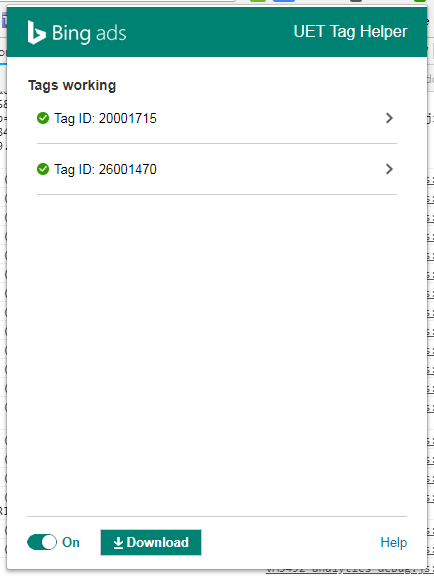 Bing ads
UET Tag Helper
Tags working
Tag ID: 20001715
Tag ID: 26001470
On
Download
Help